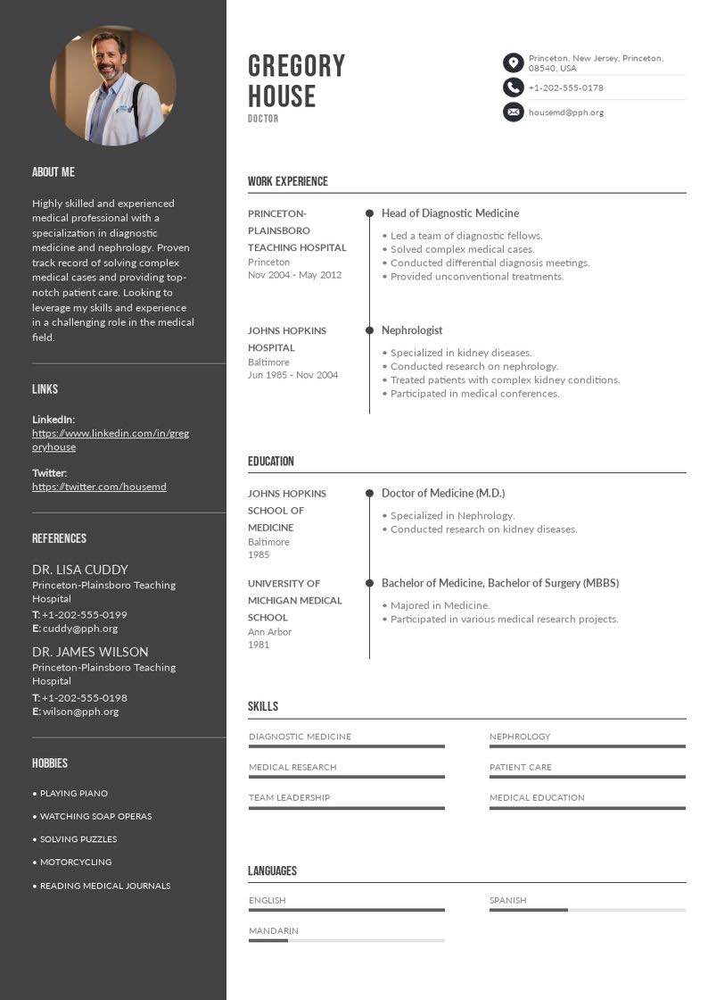 GREGORY
HOUSE
DOCTOR
Princeton, New Jersey, Princeton,
08540, USA
+1-202-555-0178
housemd@pph.org
ABOUT ME
Highly skilled and experienced
medical professional with a
specialization in diagnostic
medicine and nephrology. Proven
track record of solving complex
medical cases and providing top-
notch patient care. Looking to
leverage my skills and experience
in a challenging role in the medical
field.
LINKS
LinkedIn:
https://www.linkedin.com/in/greg
oryhouse
Twitter:
https://twitter.com/housemd
REFERENCES
DR. LISA CUDDY
Princeton-Plainsboro Teaching
Hospital
T: +1-202-555-0199
E: cuddy@pph.org
DR. JAMES WILSON
Princeton-Plainsboro Teaching
Hospital
T: +1-202-555-0198
E: wilson@pph.org
HOBBIES
• PLAYING PIANO
• WATCHING SOAP OPERAS
• SOLVING PUZZLES
• MOTORCYCLING
• READING MEDICAL JOURNALS
WORK EXPERIENCE
PRINCETON-
PLAINSBORO
TEACHING HOSPITAL
Princeton
Nov 2004 - May 2012
Head of Diagnostic Medicine
• Led a team of diagnostic fellows.
• Solved complex medical cases.
• Conducted differential diagnosis meetings.
• Provided unconventional treatments.
JOHNS HOPKINS
HOSPITAL
Baltimore
Jun 1985 - Nov 2004
Nephrologist
• Specialized in kidney diseases.
• Conducted research on nephrology.
• Treated patients with complex kidney conditions.
• Participated in medical conferences.
EDUCATION
JOHNS HOPKINS
SCHOOL OF
MEDICINE
Baltimore
1985
Doctor of Medicine (M.D.)
• Specialized in Nephrology.
• Conducted research on kidney diseases.
UNIVERSITY OF
MICHIGAN MEDICAL
SCHOOL
Ann Arbor
1981
Bachelor of Medicine, Bachelor of Surgery (MBBS)
• Majored in Medicine.
• Participated in various medical research projects.
SKILLS
DIAGNOSTIC MEDICINE
NEPHROLOGY
MEDICAL RESEARCH
PATIENT CARE
TEAM LEADERSHIP
MEDICAL EDUCATION
LANGUAGES
ENGLISH
SPANISH
MANDARIN